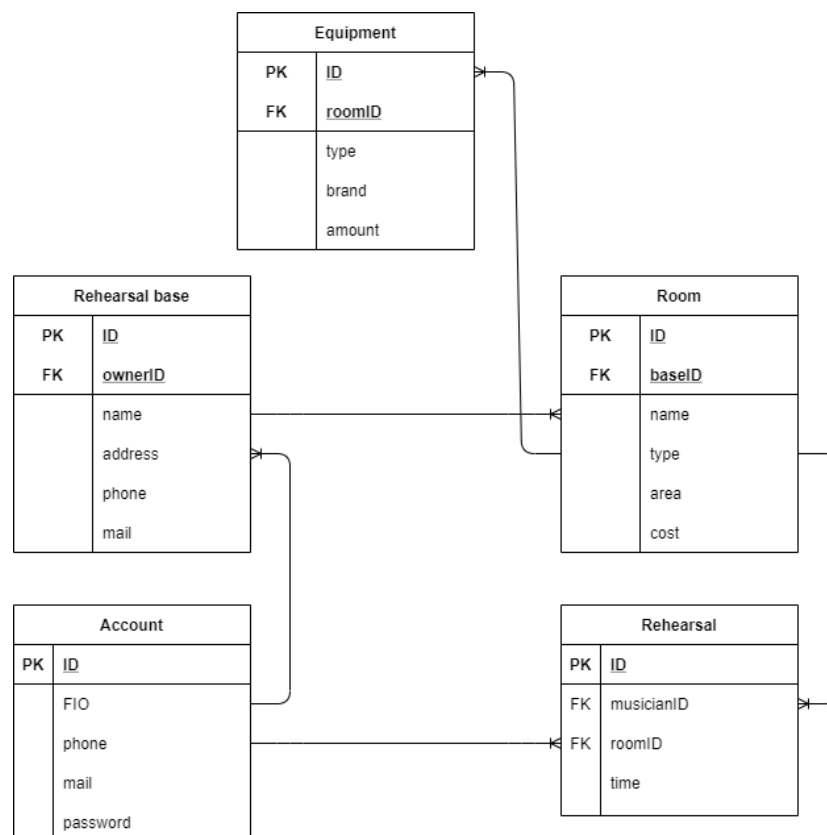 Equipment
PK ID
FK roomID
type
brand
amount
Rehearsal base
PK ID
FK ownerID
name
address
phone
mail
Room
PK ID
FK baseID
name
type
area
cost
Account
PK ID
FIO
phone
mail
password
Rehearsal
PK ID
FK musicianID
FK roomID
time